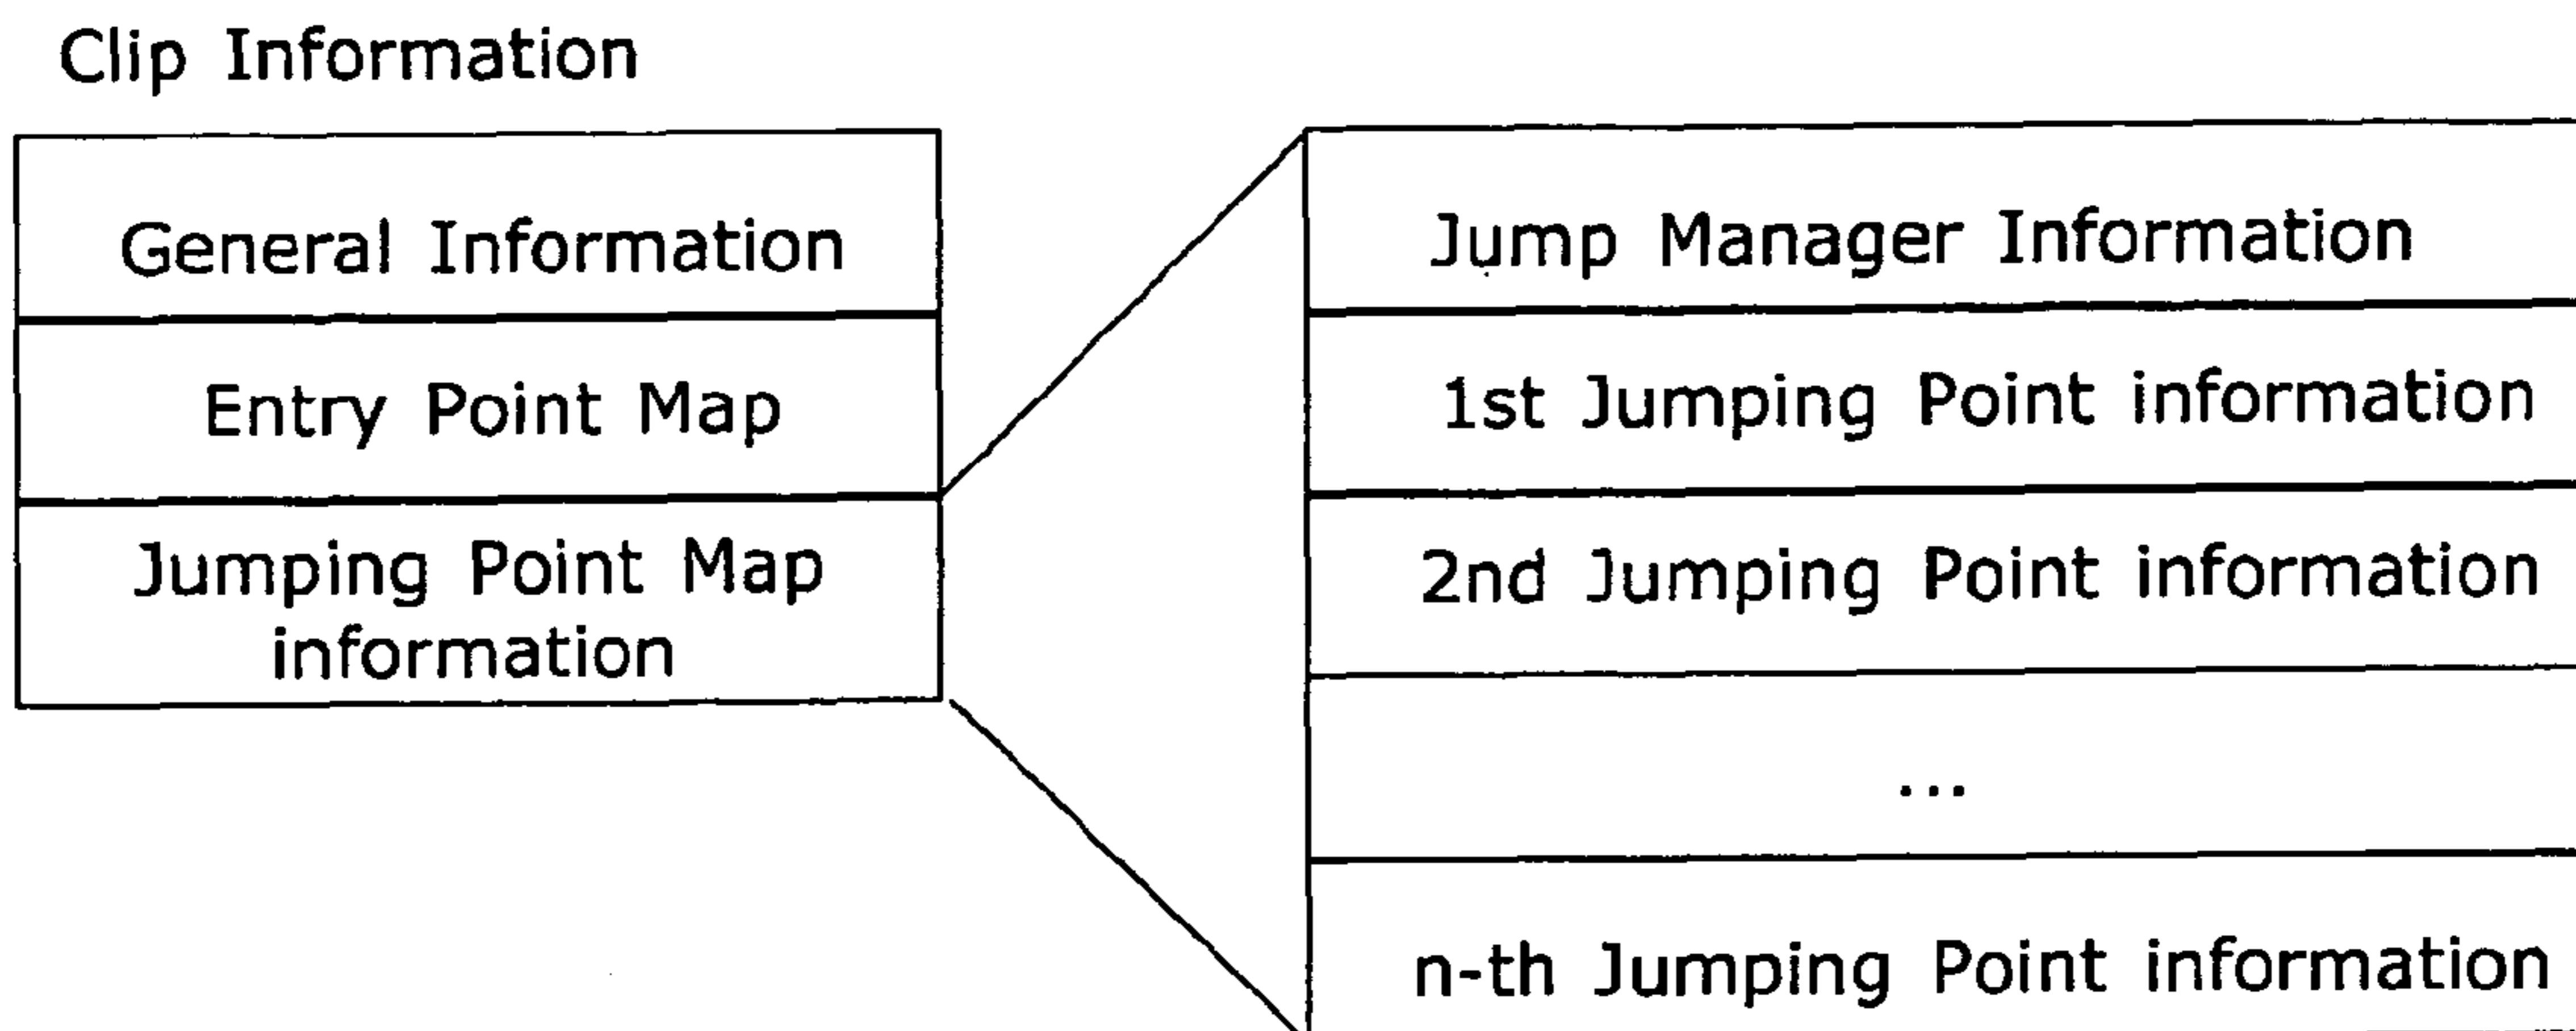 Clip Information
General Information
Entry Point Map
Jumping Point Map
information
Jump Manager Information
1st Jumping Point information
2nd Jumping Point information
...
n-th Jumping Point information